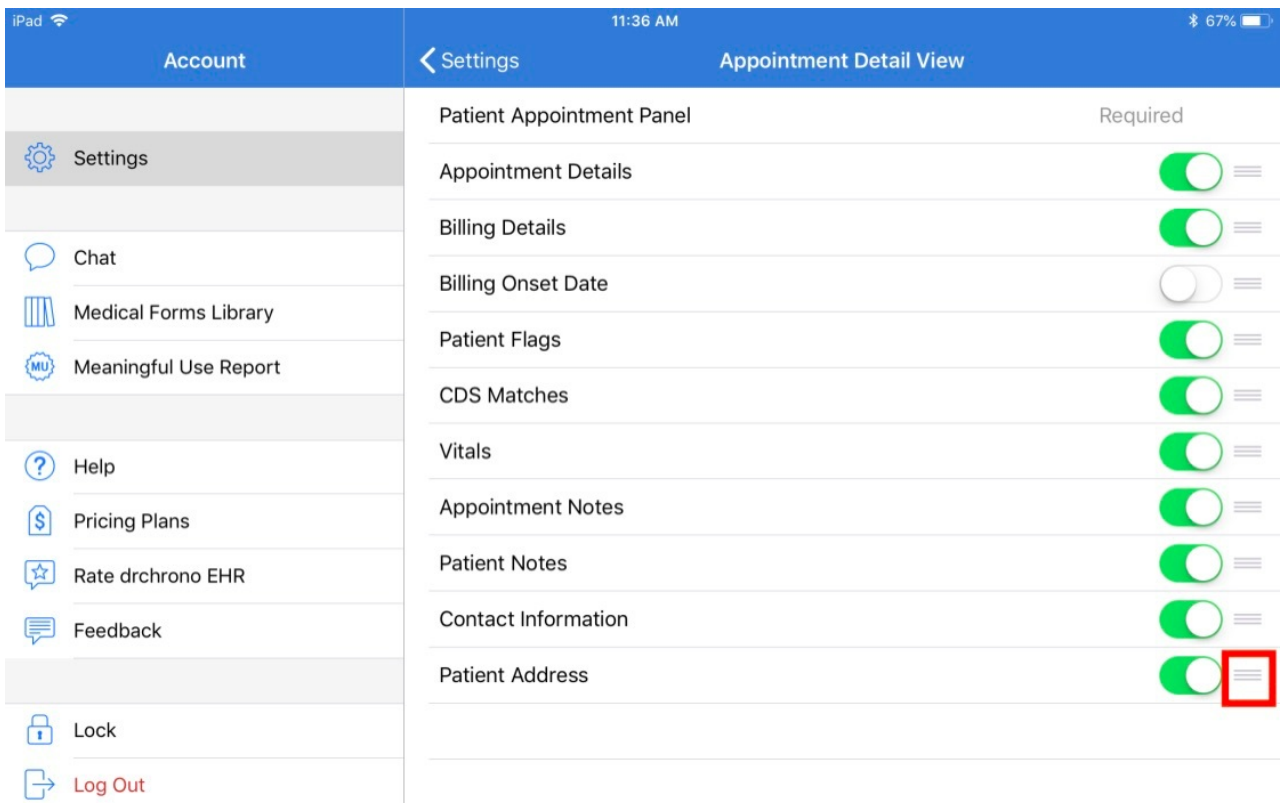 iPad
11:36 AM
67%
Account
Settings
Appointment Detail View
Settings
Chat
Medical Forms Library
MU
Meaningful Use Report
?
Help
$
Pricing Plans
Rate drchrono EHR
Feedback
Lock
Log Out
Patient Appointment Panel
Required
Appointment Details
Billing Details
Billing Onset Date
Patient Flags
CDS Matches
Vitals
Appointment Notes
Patient Notes
Contact Information
Patient Address